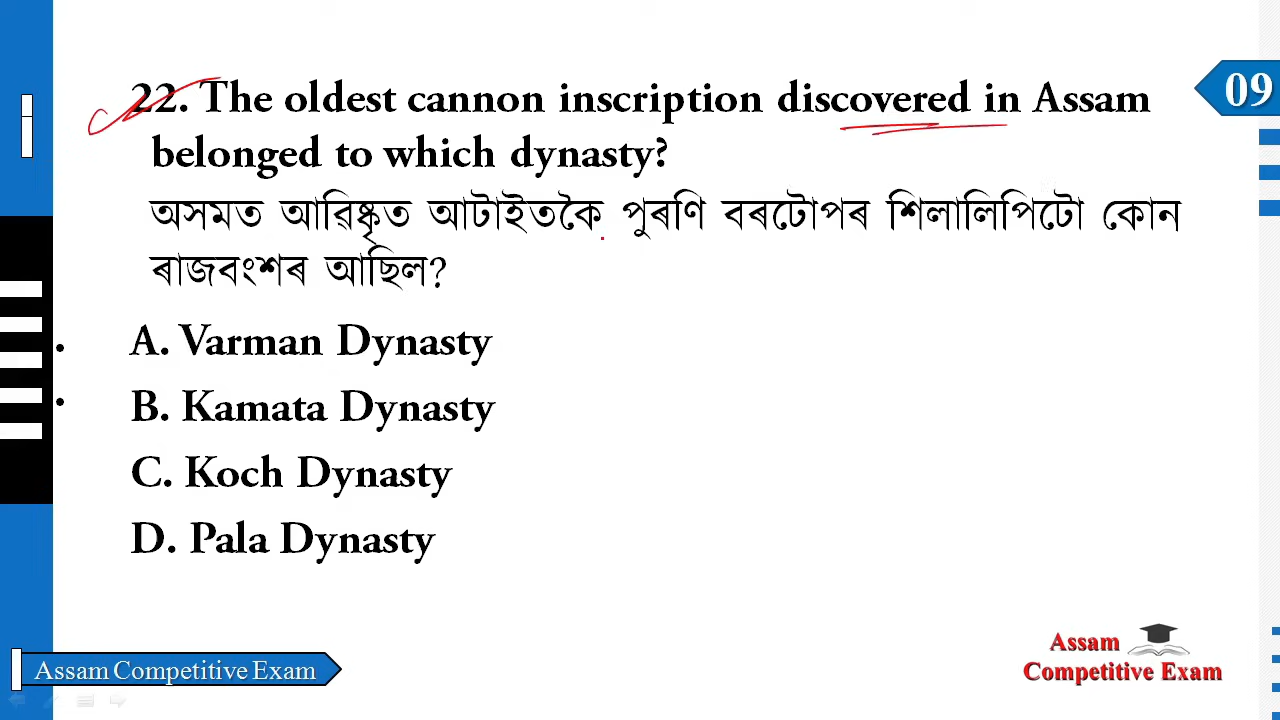 22. The oldest cannon inscription discovered in Assam
belonged to which dynasty?
অসমত আৱিষ্কৃত আটাইতকৈ পুৰণি বৰটোপৰ শিলালিপিটো কোন
ৰাজবংশৰ আছিল?
A. Varman Dynasty
B. Kamata Dynasty
C. Koch Dynasty
D. Pala Dynasty
09
Assam Competitive Exam
Assam
Competitive Exam